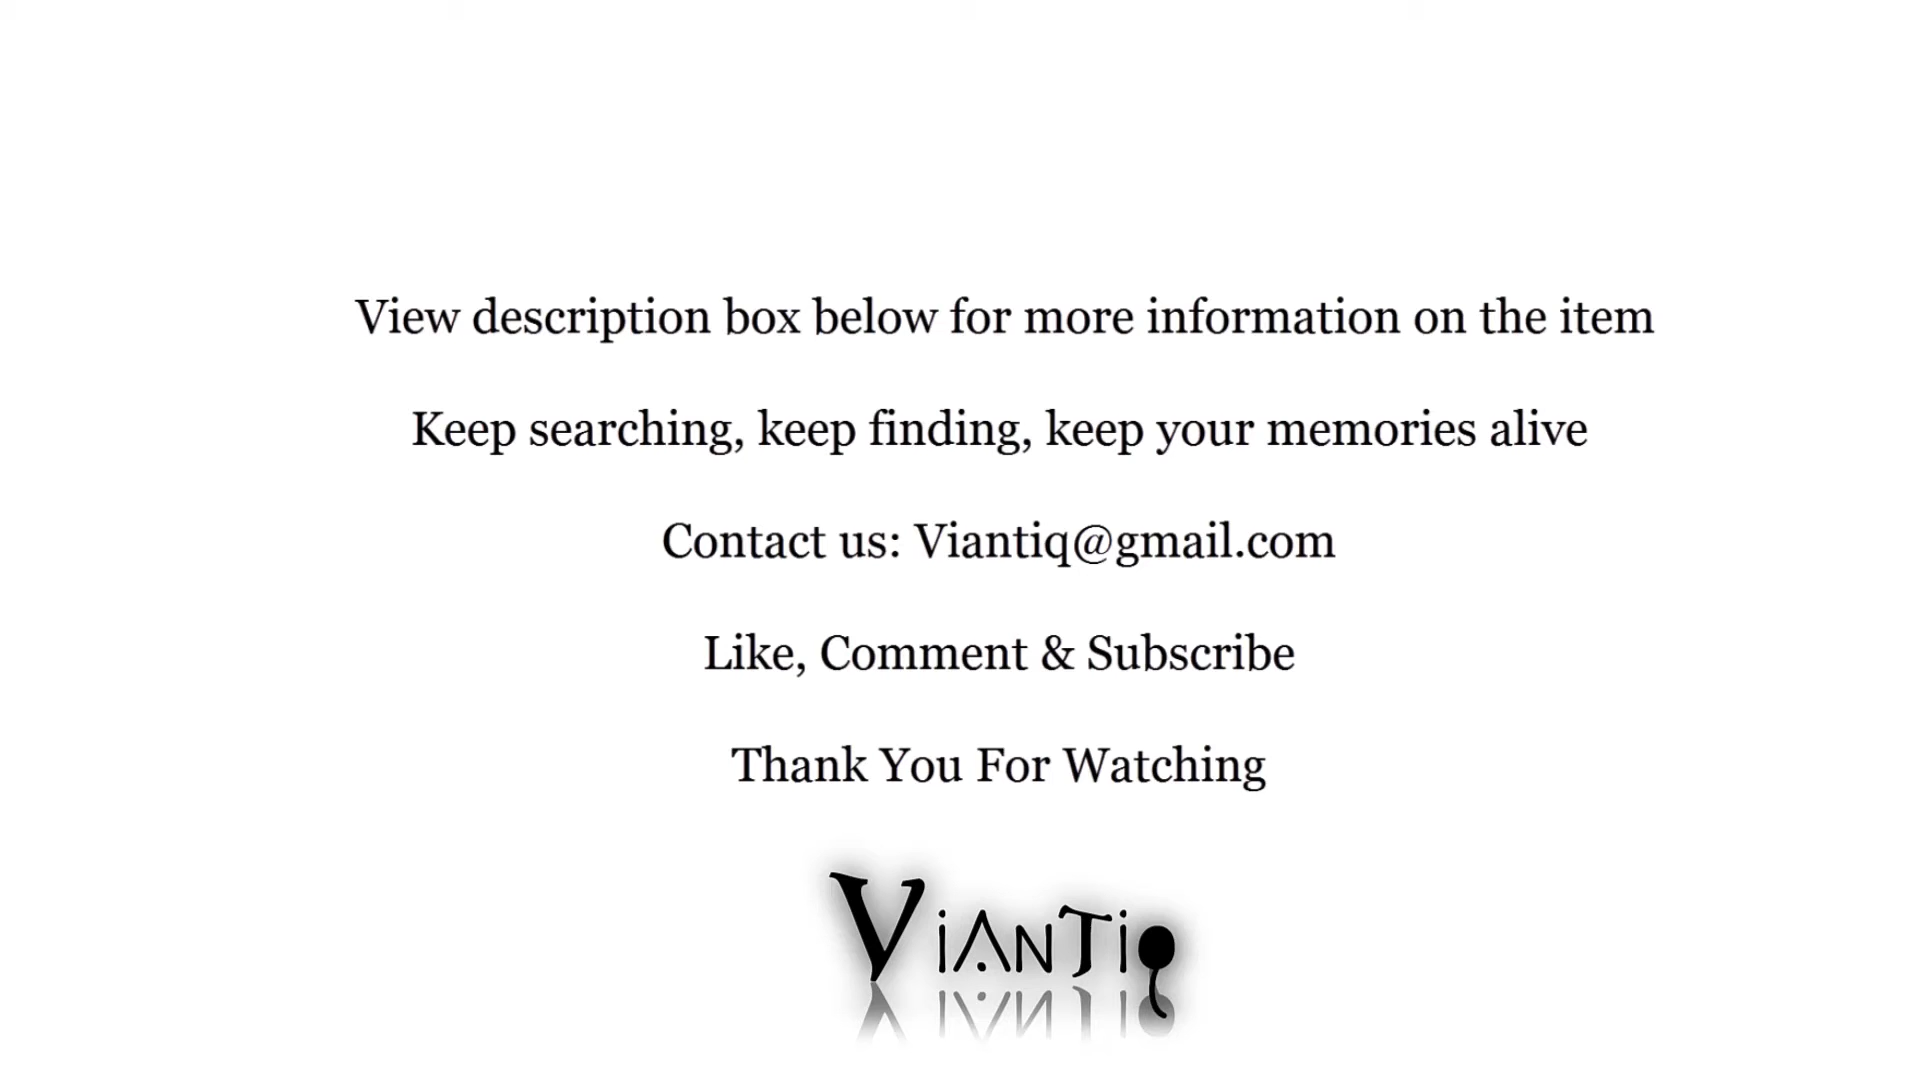 View description box below for more information on the item
Keep searching, keep finding, keep your memories alive
Contact us: Viantiq@gmail.com
Like, Comment & Subscribe
Thank You For Watching
VIANTIQ